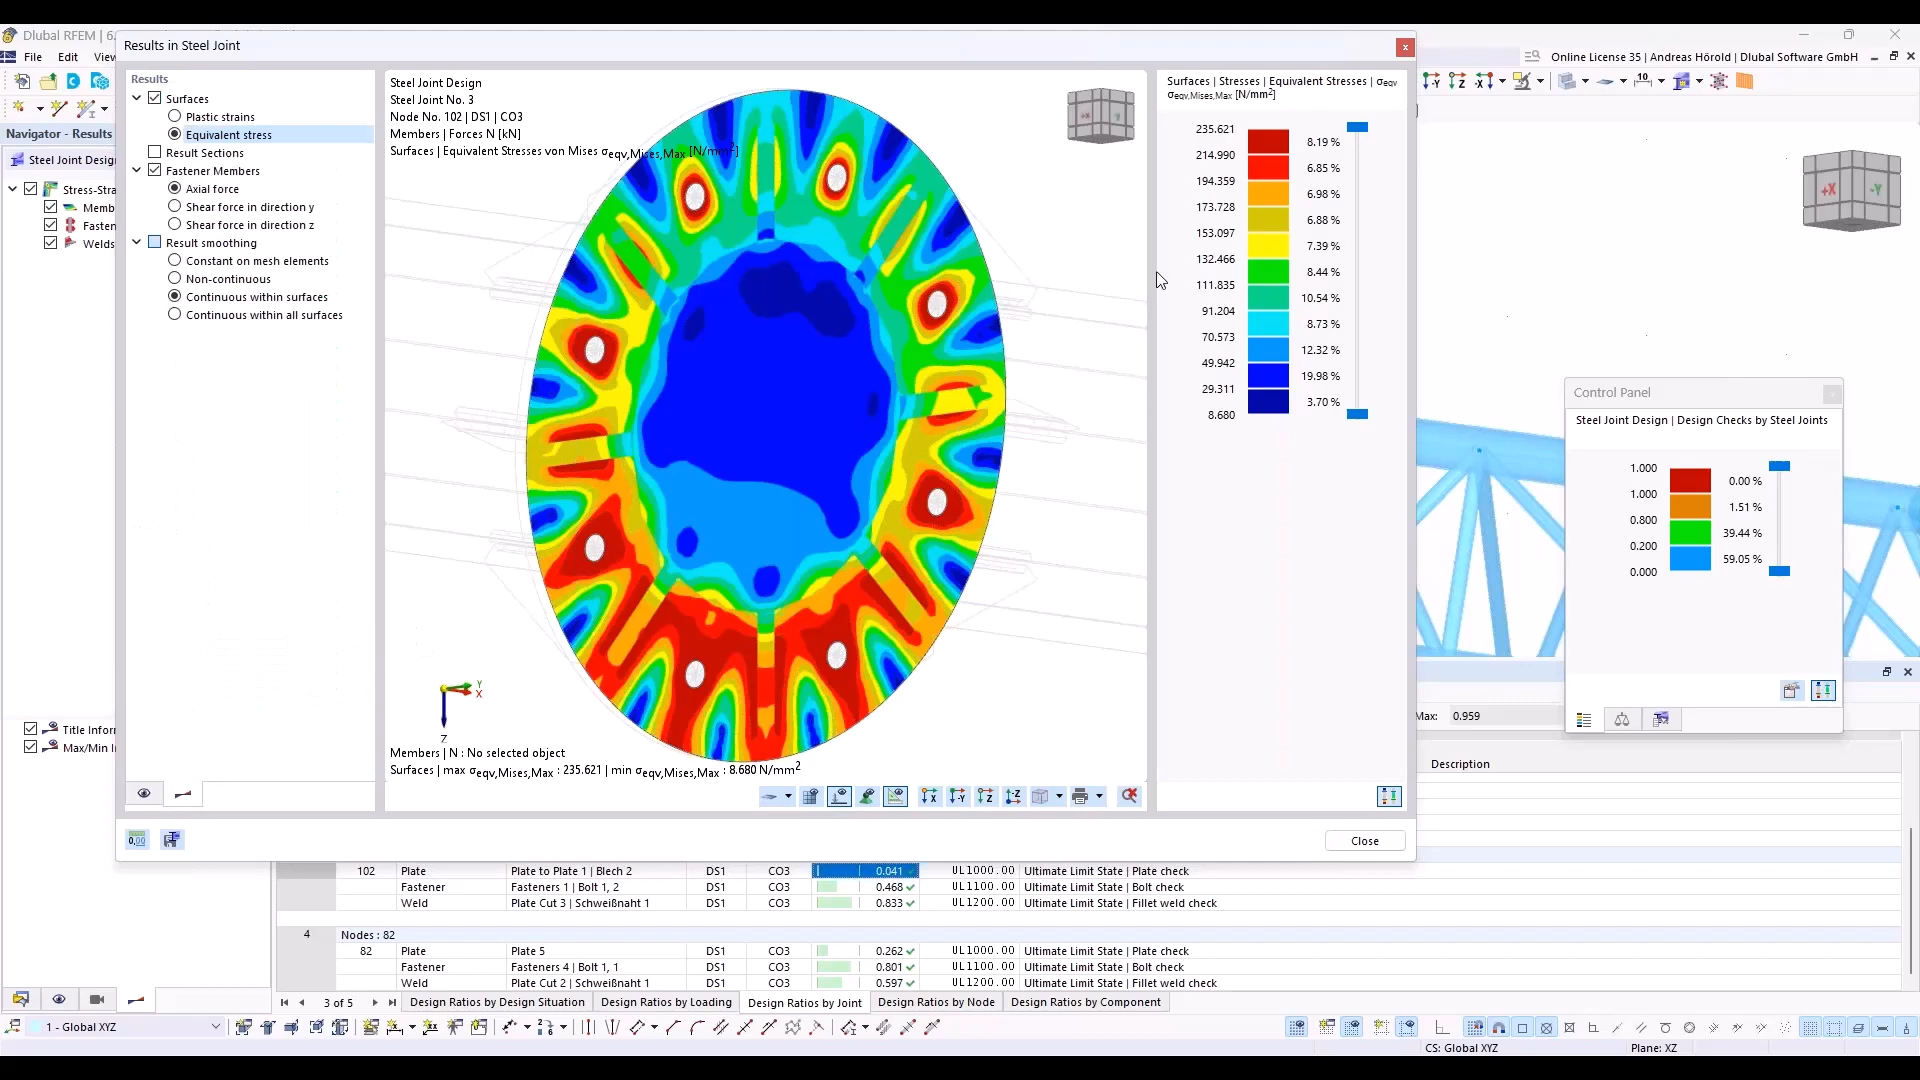 Dlubal RFEM | 6.
Results in Steel Joint
File
Edit
View
Online License 35 | Andreas Hörold | Dlubal Software GmbH
Navigator - Results
Steel Joint Design
Stress-Stra
Memb
Fasten
Welds
Title Infor
Max/Min I
Results
Surfaces
Plastic strains
Equivalent stress
Result Sections
Fastener Members
Axial force
Shear force in direction y
Shear force in direction z
Result smoothing
Constant on mesh elements
Non-continuous
Continuous within surfaces
Continuous within all surfaces
Steel Joint Design
Steel Joint No. 3
Node No. 102 | DS1 | CO3
Members | Forces N [kN]
Surfaces | Equivalent Stresses von Mises σeqv,Mises,Max [N/mm²]
+X
-Y
Y
X
Z
Members | N : No selected object
Surfaces | max σeqv,Mises,Max : 235.621 | min σeqv,Mises,Max : 8.680 N/mm²
Surfaces | Stresses | Equivalent Stresses | σeqv
σeqv,Mises,Max [N/mm²]
235.621
8.19 %
214.990
6.85 %
194.359
6.98 %
173.728
6.88 %
153.097
7.39 %
132.466
8.44 %
111.835
10.54 %
91.204
8.73 %
70.573
12.32 %
49.942
19.98 %
29.311
3.70 %
8.680
Close
+X
-Y
Control Panel
Steel Joint Design | Design Checks by Steel Joints
1.000
0.00 %
1.000
1.51 %
0.800
39.44 %
0.200
59.05 %
0.000
Max: 0.959
Description
102 Plate Plate to Plate 1 | Blech 2 DS1 CO3 0.041 UL1000.00 Ultimate Limit State | Plate check
Fastener Fasteners 1 | Bolt 1, 2 DS1 CO3 0.468 UL1100.00 Ultimate Limit State | Bolt check
Weld Plate Cut 3 | Schweißnaht 1 DS1 CO3 0.833 UL1200.00 Ultimate Limit State | Fillet weld check
4 Nodes : 82
82 Plate Plate 5 DS1 CO3 0.262 UL1000.00 Ultimate Limit State | Plate check
Fastener Fasteners 4 | Bolt 1, 1 DS1 CO3 0.801 UL1100.00 Ultimate Limit State | Bolt check
Weld Plate Cut 2 | Schweißnaht 1 DS1 CO3 0.597 UL1200.00 Ultimate Limit State | Fillet weld check
3 of 5
Design Ratios by Design Situation
Design Ratios by Loading
Design Ratios by Joint
Design Ratios by Node
Design Ratios by Component
1 - Global XYZ
CS: Global XYZ
Plane: XZ